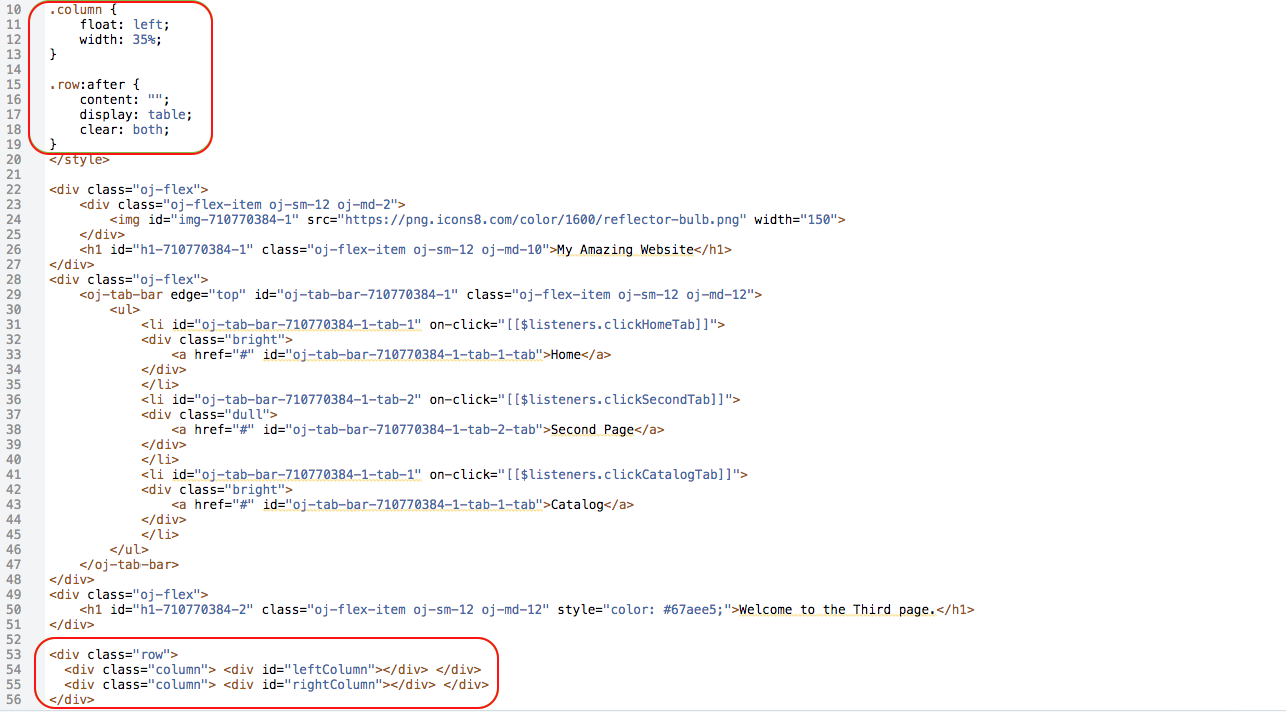 10 .column {
11     float: left;
12     width: 35%;
13 }
14
15 .row:after {
16     content: "";
17     display: table;
18     clear: both;
19 }
20 </style>
21
22 <div class="oj-flex">
23     <div class="oj-flex-item oj-sm-12 oj-md-2">
24         <img id="img-710770384-1" src="https://png.icons8.com/color/1600/reflector-bulb.png" width="150">
25     </div>
26     <h1 id="h1-710770384-1" class="oj-flex-item oj-sm-12 oj-md-10">My Amazing Website</h1>
27 </div>
28 <div class="oj-flex">
29     <oj-tab-bar edge="top" id="oj-tab-bar-710770384-1" class="oj-flex-item oj-sm-12 oj-md-12">
30         <ul>
31             <li id="oj-tab-bar-710770384-1-tab-1" on-click="[[$listeners.clickHomeTab]]">
32             <div class="bright">
33                 <a href="#" id="oj-tab-bar-710770384-1-tab-1-tab">Home</a>
34             </div>
35             </li>
36             <li id="oj-tab-bar-710770384-1-tab-2" on-click="[[$listeners.clickSecondTab]]">
37             <div class="dull">
38                 <a href="#" id="oj-tab-bar-710770384-1-tab-2-tab">Second Page</a>
39             </div>
40             </li>
41             <li id="oj-tab-bar-710770384-1-tab-1" on-click="[[$listeners.clickCatalogTab]]">
42             <div class="bright">
43                 <a href="#" id="oj-tab-bar-710770384-1-tab-1-tab">Catalog</a>
44             </div>
45             </li>
46         </ul>
47     </oj-tab-bar>
48 </div>
49 <div class="oj-flex">
50     <h1 id="h1-710770384-2" class="oj-flex-item oj-sm-12 oj-md-12" style="color: #67aee5;">Welcome to the Third page.</h1>
51 </div>
52
53 <div class="row">
54   <div class="column"> <div id="leftColumn"></div> </div>
55   <div class="column"> <div id="rightColumn"></div> </div>
56 </div>